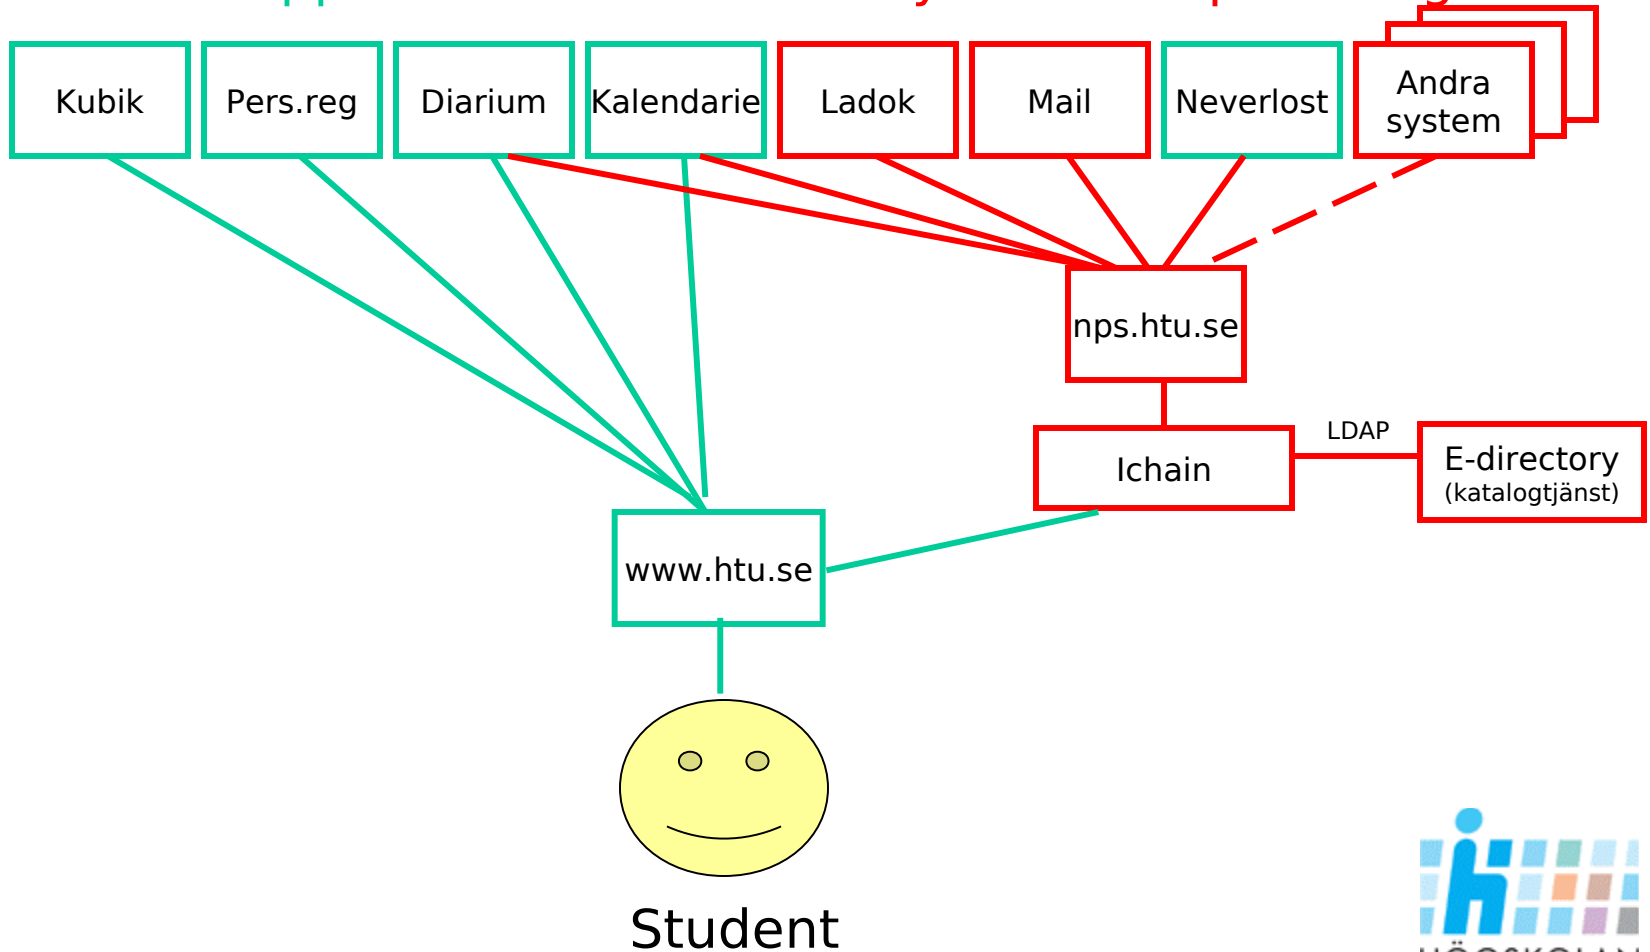 Kubik
Pers.reg
Diarium
Kalendarie
Ladok
Mail
Neverlost
Andra
system
nps.htu.se
LDAP
Ichain
E-directory
(katalogtjänst)
www.htu.se
Student